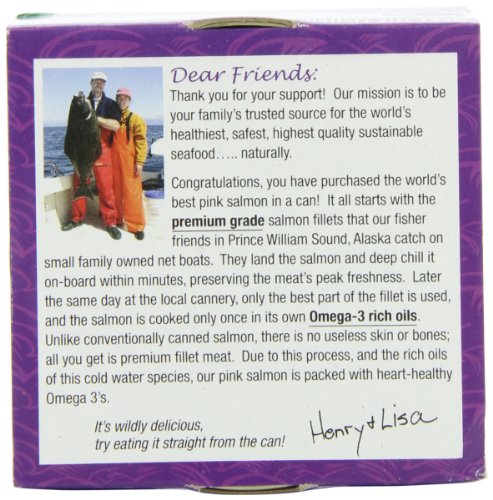 Dear Friends:
Thank you for your support!  Our mission is to be
your family's trusted source for the world's
healthiest, safest, highest quality sustainable
seafood….. naturally.
Congratulations, you have purchased the world's
best pink salmon in a can!  It all starts with the
premium grade salmon fillets that our fisher
friends in Prince William Sound, Alaska catch on
small family owned net boats.  They land the salmon and deep chill it
on-board within minutes, preserving the meat's peak freshness.  Later
the same day at the local cannery, only the best part of the fillet is used,
and the salmon is cooked only once in its own Omega-3 rich oils.
Unlike conventionally canned salmon, there is no useless skin or bones;
all you get is premium fillet meat.  Due to this process, and the rich oils
of this cold water species, our pink salmon is packed with heart-healthy
Omega 3's.
It's wildly delicious,
try eating it straight from the can!
Henry + Lisa